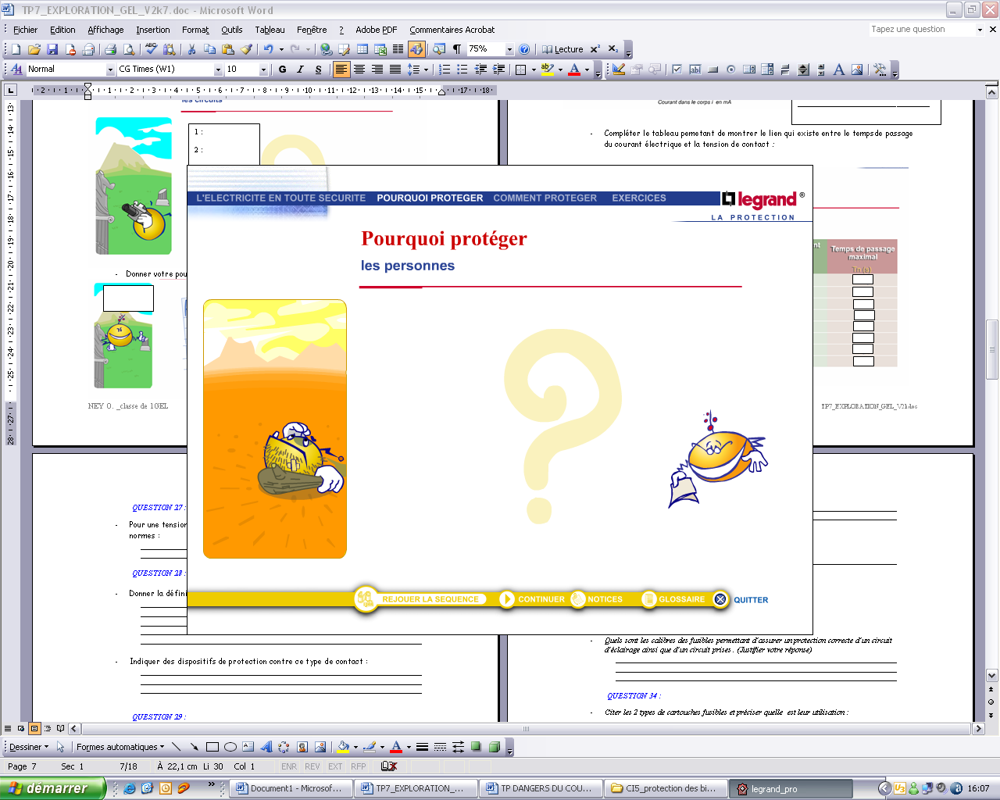 TP7_EXPLORATION_GEL_V2k7.doc - Microsoft Word
Fichier Edition Affichage Insertion Format Outils Tableau Fenêtre ? Adobe PDF Commentaires Acrobat
Tapez une question
75% Lecture
Normal CG Times (W1) 10 G I S
les circuits
1 :
2 :
Donner votre pou
NEY O. _classe de 1GEL
Courant dans le corps i en mA
- Compléter le tableau pemetant de montrer le lien qui existe entre le temps de passage
du courant électrique et la tension de contact :
Temps de passage
maximal
Tn (s)
L'ELECTRICITE EN TOUTE SECURITE POURQUOI PROTEGER COMMENT PROTEGER EXERCICES
legrand ®
LA PROTECTION
Pourquoi protéger
les personnes
REJOUER LA SEQUENCE CONTINUER NOTICES GLOSSAIRE QUITTER
QUESTION 27 :
- Pour une tension
normes :
QUESTION 28 :
- Donner la défini
- Indiquer des dispositifs de protection contre ce type de contact :
QUESTION 29 :
- Quels sont les calibres des fusibles permettant d'assurer un protection correcte d'un circuit
d'éclairage ainsi que d'un circuit prises . (Justifier votre réponse)
QUESTION 34 :
- Citer les 2 types de cartouches fusibles et préciser quelle est leur utilisation :
Dessiner Formes automatiques
Page 7 Sec 1 7/18 À 22,1 cm Li 30 Col 1 ENR REV EXT RFP
démarrer Document1 - Microsof... TP7_EXPLORATION_... TP DANGERS DU COU... CI5_protection des bi... legrand_pro 16:07